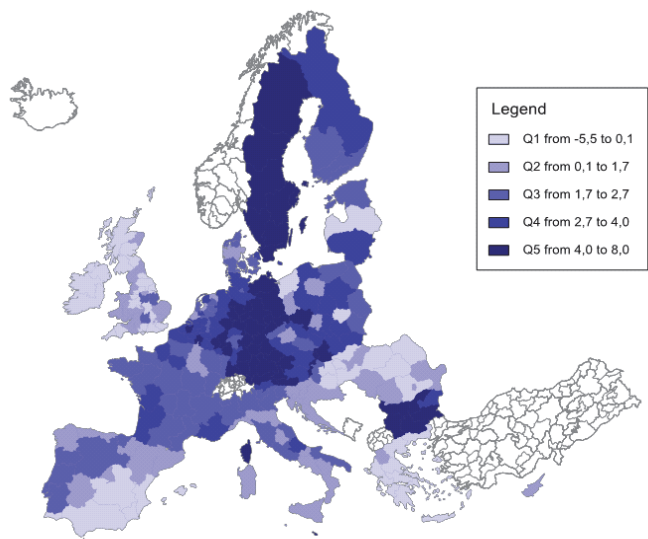 Legend
Q1 from -5,5 to 0,1
Q2 from 0,1 to 1,7
Q3 from 1,7 to 2,7
Q4 from 2,7 to 4,0
Q5 from 4,0 to 8,0